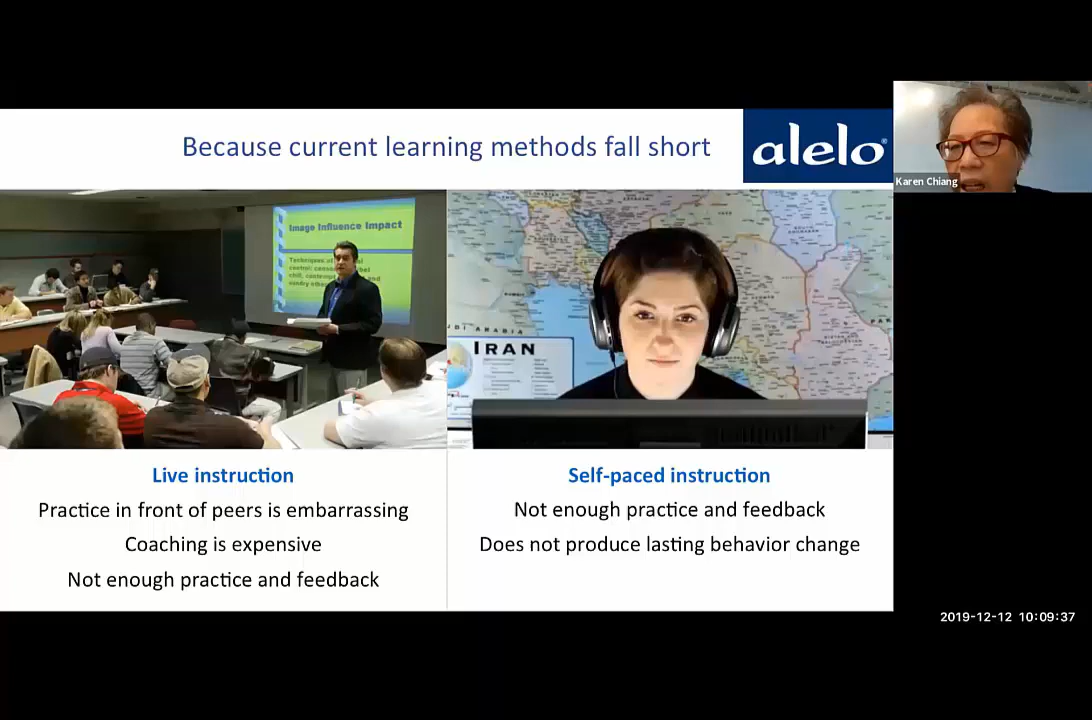 Because current learning methods fall short
alelo
Karen Chiang
Image Influence Impact
IRAN
Live instruction
Practice in front of peers is embarrassing
Coaching is expensive
Not enough practice and feedback
Self-paced instruction
Not enough practice and feedback
Does not produce lasting behavior change
2019-12-12 10:09:37